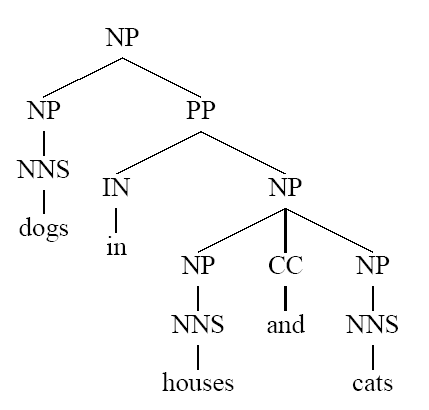 NP
NP PP
NNS IN NP
dogs in
NP CC NP
NNS and NNS
houses cats